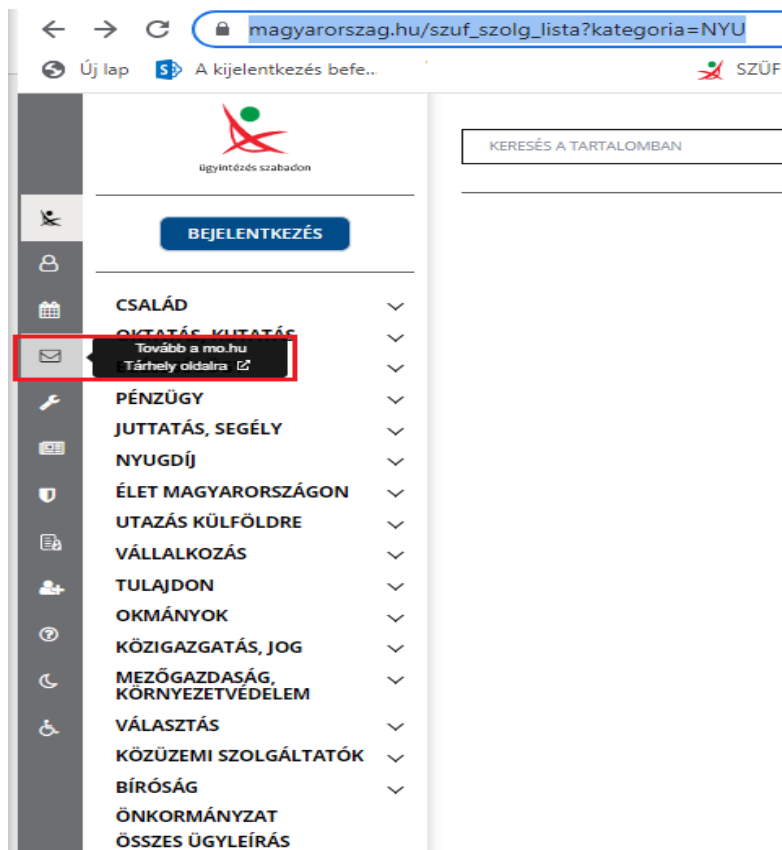 magyarorszag.hu/szuf_szolg_lista?kategoria=NYU
Új lap
A kijelentkezés befe...
SZÜF
ügyintézés szabadon
KERESÉS A TARTALOMBAN
BEJELENTKEZÉS
CSALÁD
OKTATÁS, KUTATÁS
Tovább a mo.hu
Tárhely oldalra
PÉNZÜGY
JUTTATÁS, SEGÉLY
NYUGDÍJ
ÉLET MAGYARORSZÁGON
UTAZÁS KÜLFÖLDRE
VÁLLALKOZÁS
TULAJDON
OKMÁNYOK
KÖZIGAZGATÁS, JOG
MEZŐGAZDASÁG,
KÖRNYEZETVÉDELEM
VÁLASZTÁS
KÖZÜZEMI SZOLGÁLTATÓK
BÍRÓSÁG
ÖNKORMÁNYZAT
ÖSSZES ÜGYLEÍRÁS